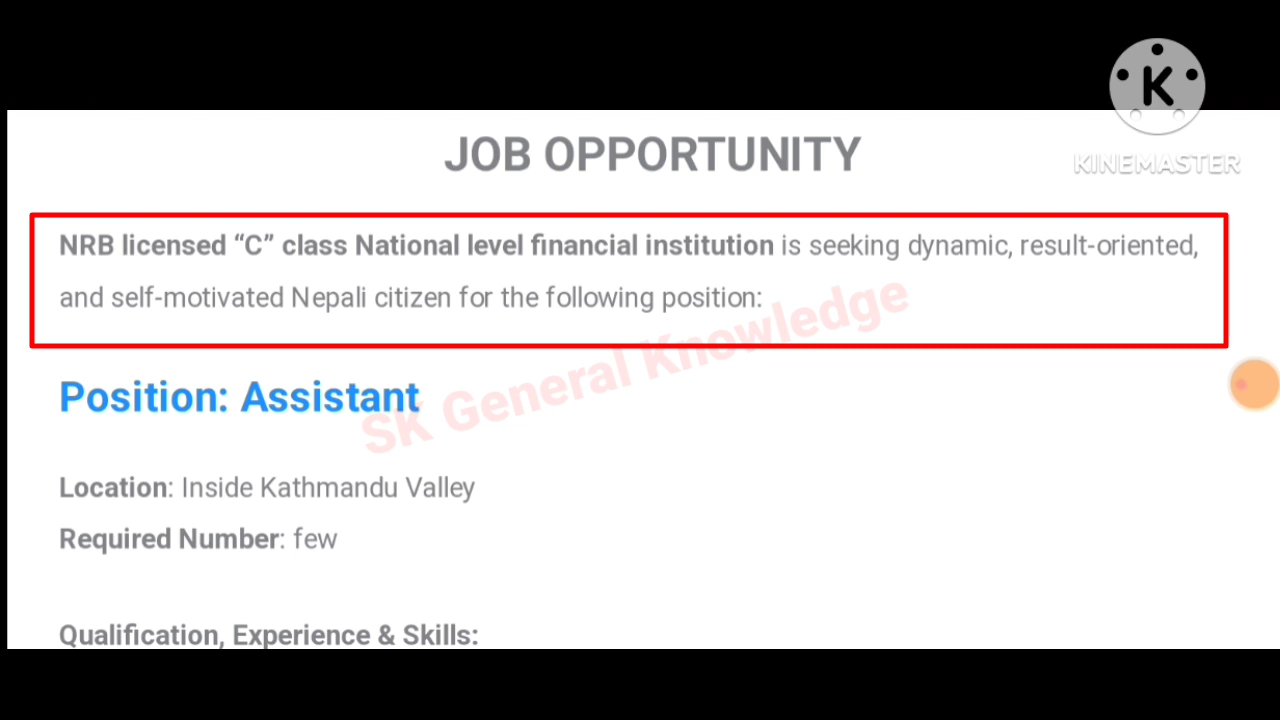 KINEMASTER
JOB OPPORTUNITY
NRB licensed “C” class National level financial institution is seeking dynamic, result-oriented,
and self-motivated Nepali citizen for the following position:
SK General Knowledge
Position: Assistant
Location: Inside Kathmandu Valley
Required Number: few
Qualification, Experience & Skills: